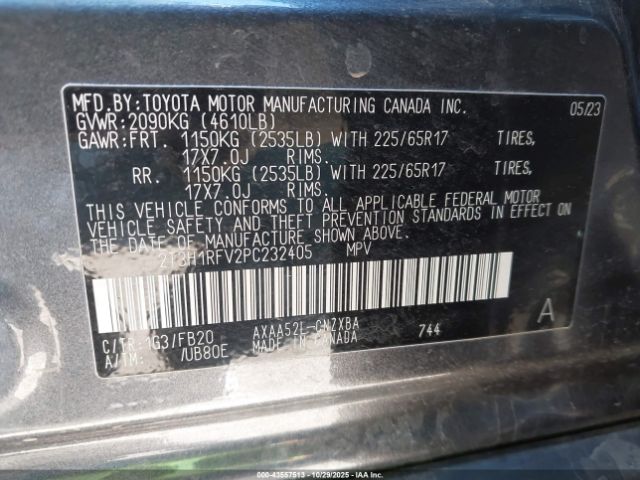 MFD.BY:TOYOTA MOTOR MANUFACTURING CANADA INC. 05/23
GVWR:2090KG (4610LB)
GAWR:FRT. 1150KG (2535LB) WITH 225/65R17 TIRES,
17X7.0J RIMS.
RR. 1150KG (2535LB) WITH 225/65R17 TIRES,
17X7.0J RIMS.
THIS VEHICLE CONFORMS TO ALL APPLICABLE FEDERAL MOTOR
VEHICLE SAFETY AND THEFT PREVENTION STANDARDS IN EFFECT ON
THE DATE OF MANUFACTURE SHOWN ABOVE.
2T3H1RFV2PC232405 MPV
C/TR:1G3/FB20 AXAA52L-CNZXBA 744 A
A/TM: /UB80E MADE IN CANADA
000-43557513 - 10/29/2025 - IAAI.COM